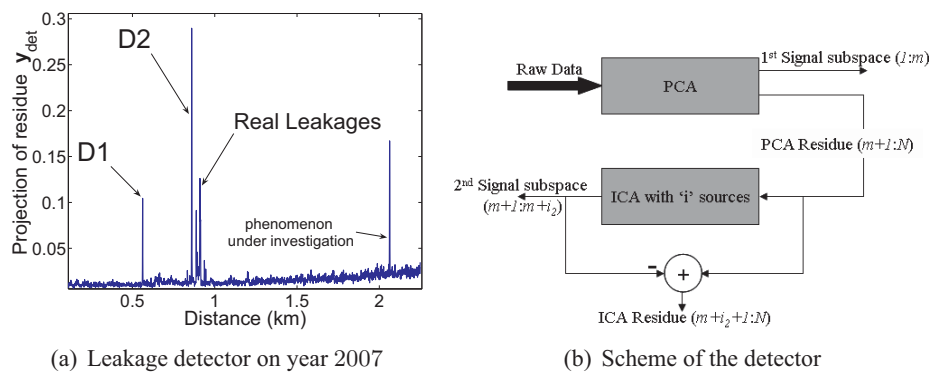 0.3
0.25
0.2
0.15
0.1
0.05
0.5
1
1.5
2
Projection of residue y_det
Distance (km)
D2
D1
Real Leakages
phenomenon
under investigation
(a) Leakage detector on year 2007
Raw Data
PCA
1st Signal subspace (1:m)
PCA Residue (m+1:N)
2nd Signal subspace
(m+1:m+i2)
ICA with 'i' sources
-
+
ICA Residue (m+i2+1:N)
(b) Scheme of the detector